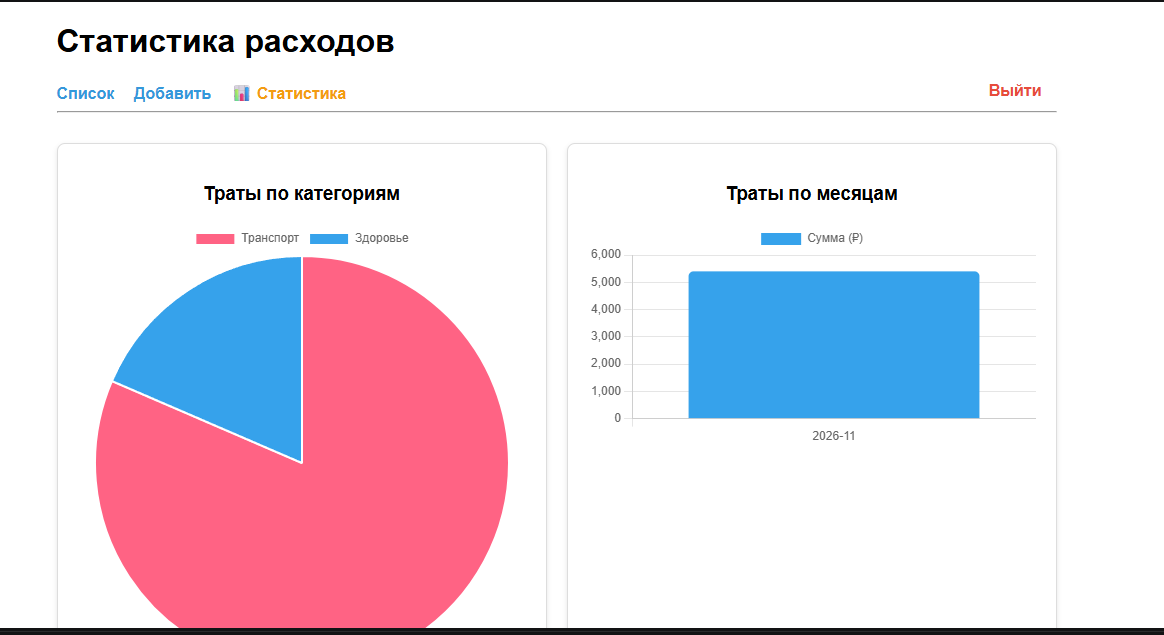 Статистика расходов
Список Добавить 📊 Статистика Выйти
Траты по категориям
Транспорт Здоровье
Траты по месяцам
Сумма (₽)
6,000
5,000
4,000
3,000
2,000
1,000
0
2026-11